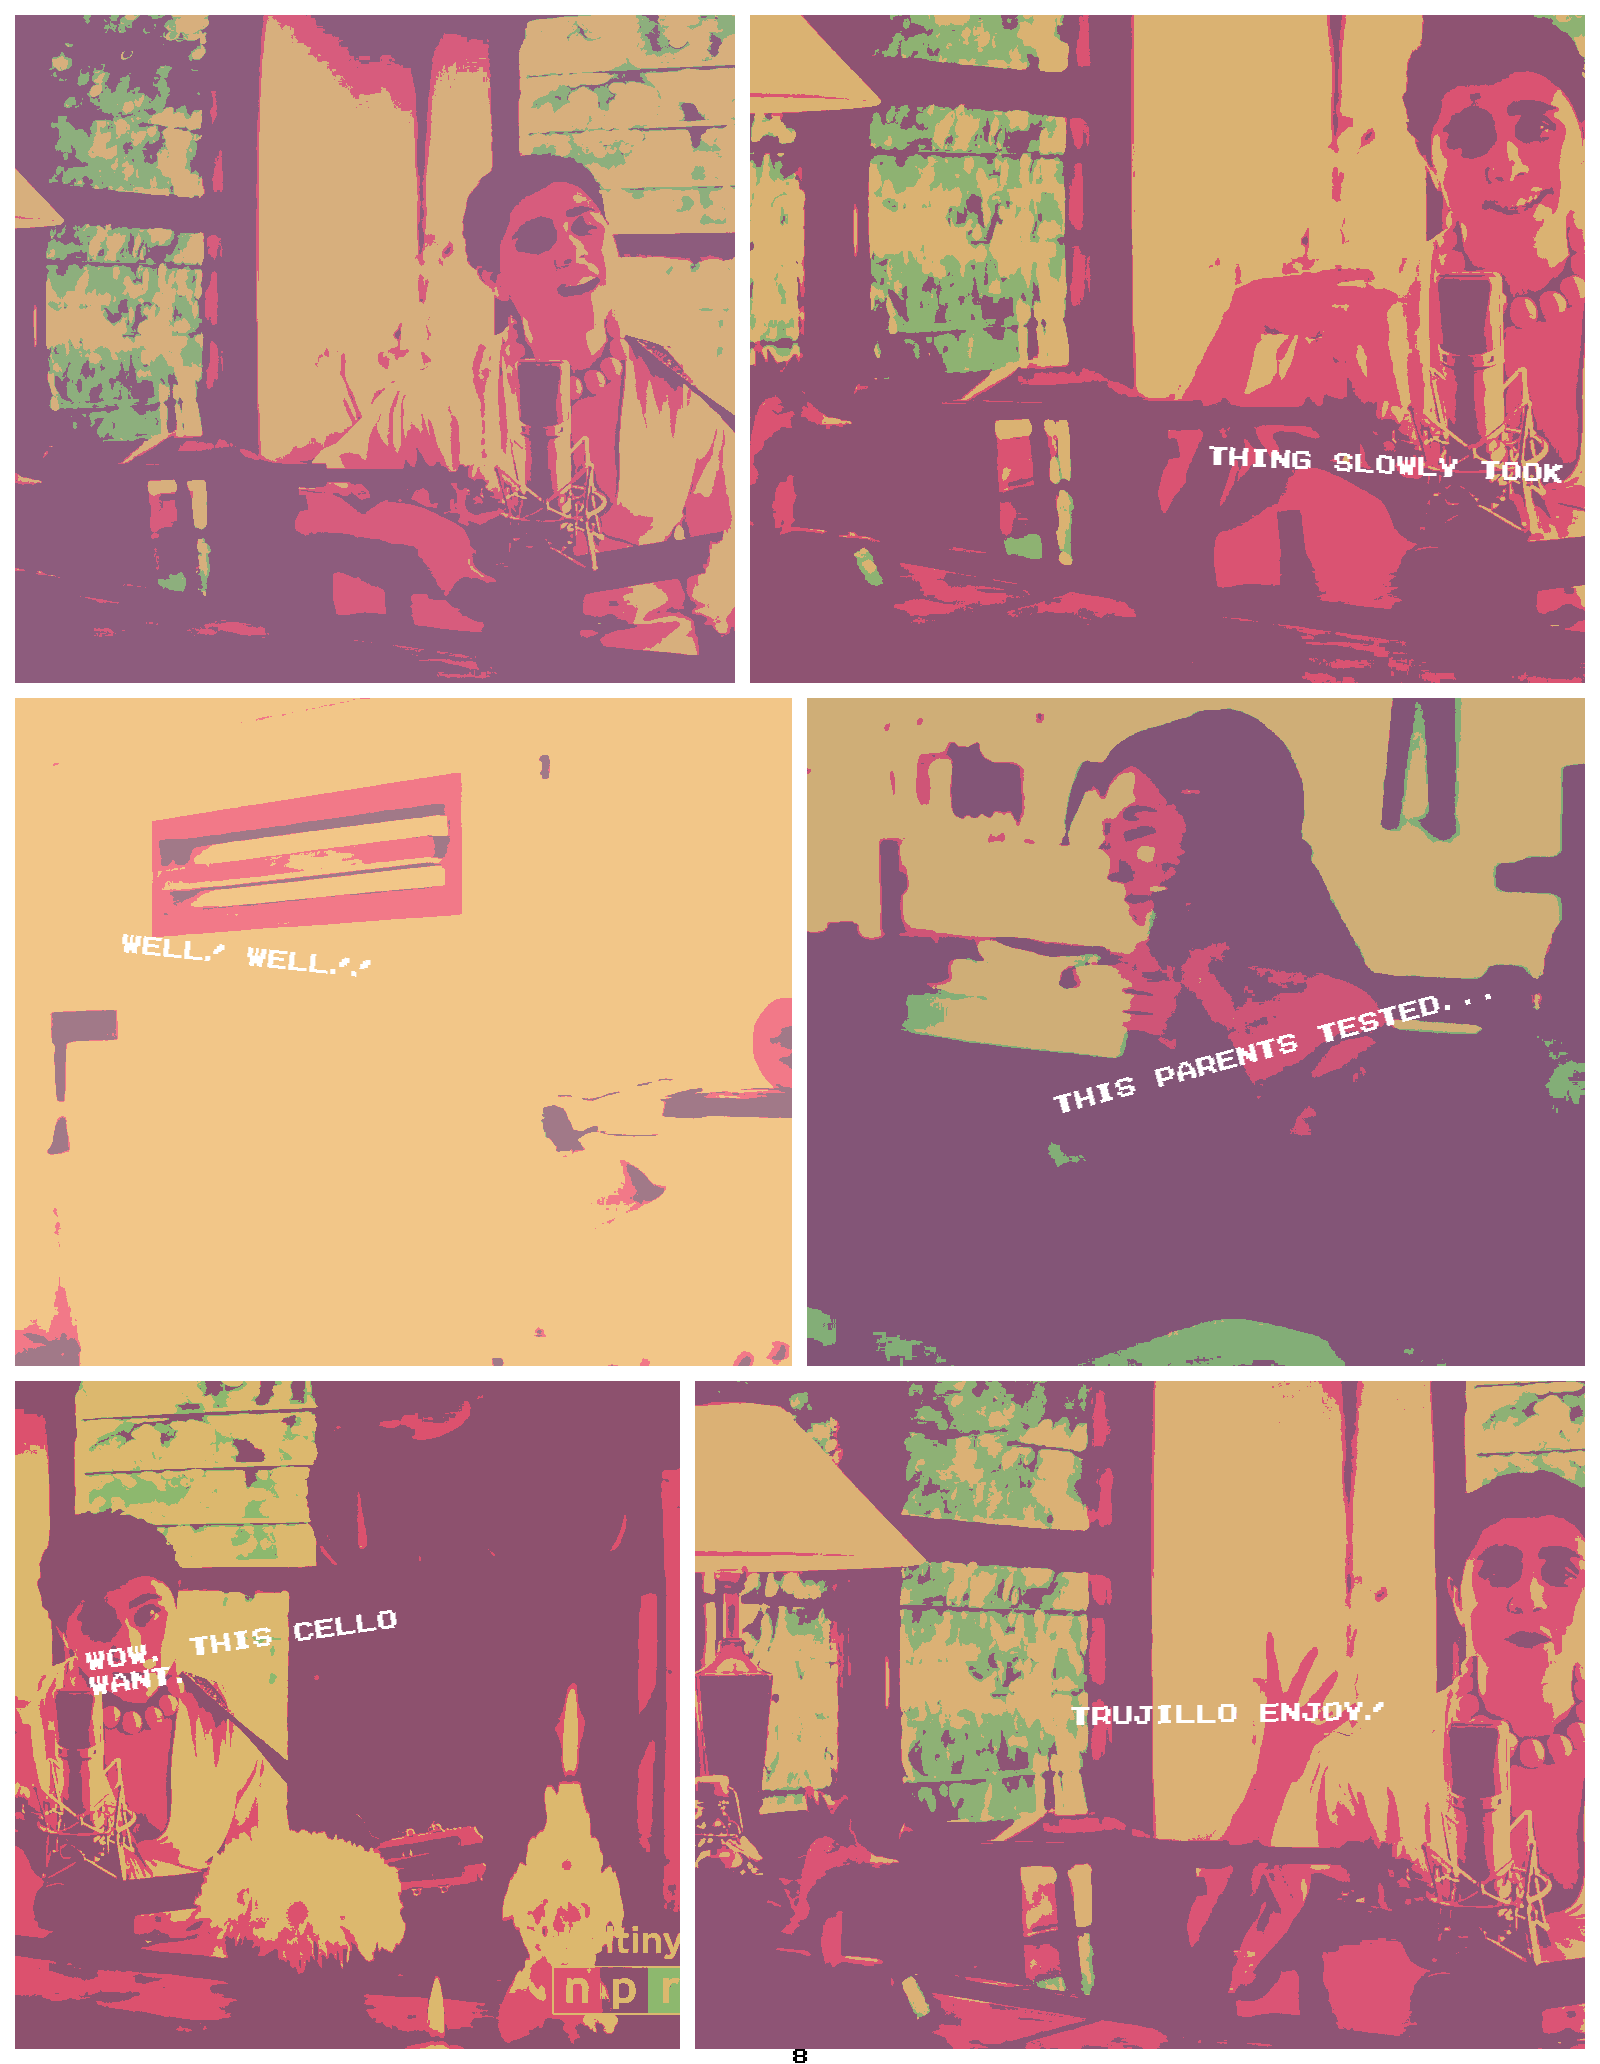 THING SLOWLY TOOK
WELL! WELL!!
THIS PARENTS TESTED...
WOW. THIS CELLO
WANT.
tiny
npr
TRUJILLO ENJOY!
8